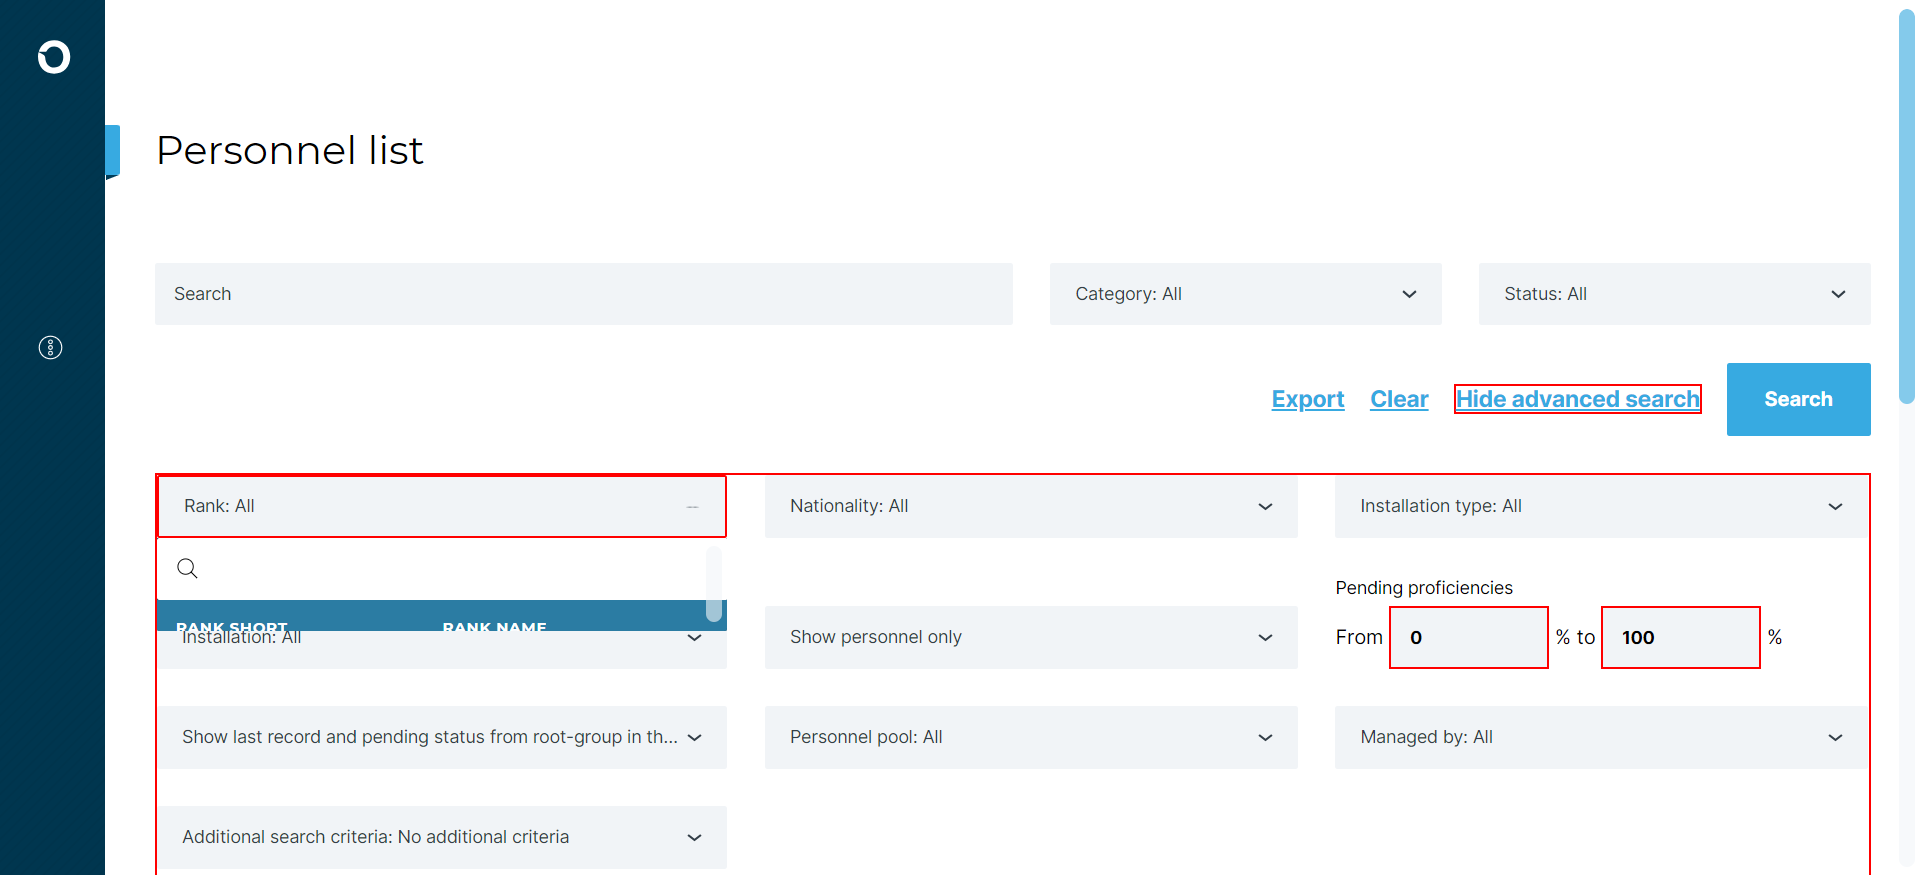 Personnel list
Search
Category: All
Status: All
Export
Clear
Hide advanced search
Search
Rank: All
Nationality: All
Installation type: All
Pending proficiencies
RANK SHORT
RANK NAME
Installation: All
Show personnel only
From 0 % to 100 %
Show last record and pending status from root-group in th...
Personnel pool: All
Managed by: All
Additional search criteria: No additional criteria